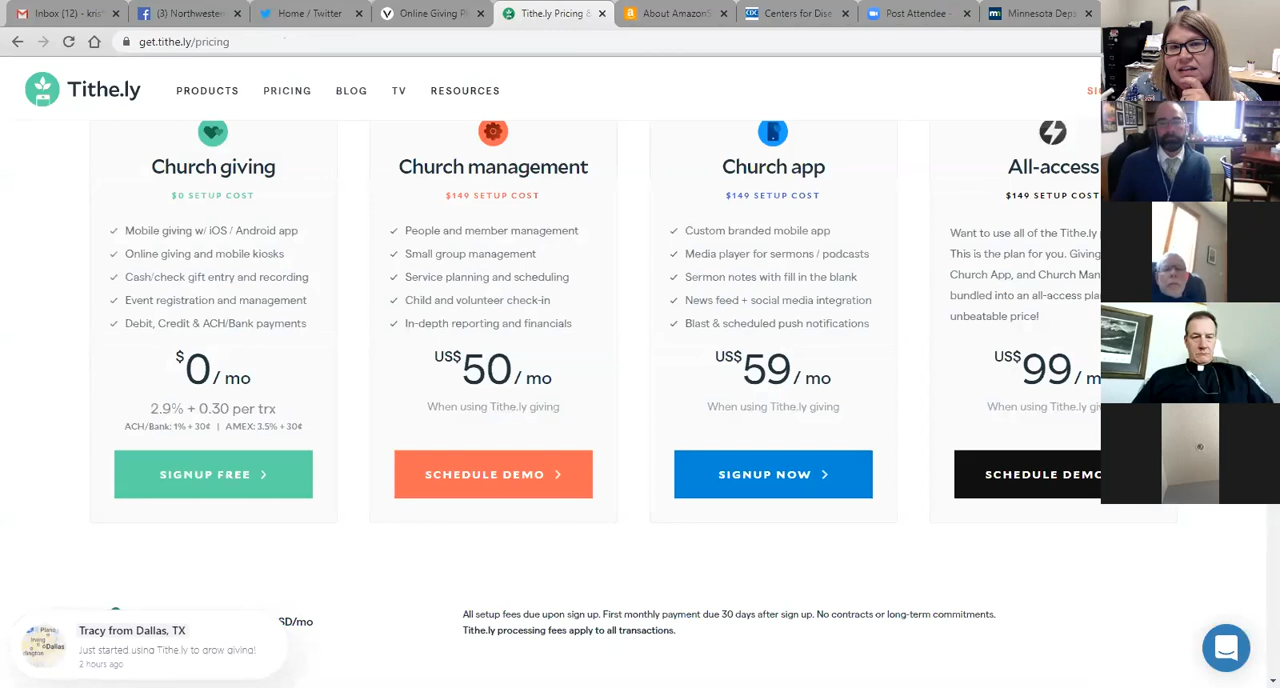 Inbox (12) - kris
(3) Northwester
Home / Twitter
Online Giving Pl
Tithe.ly Pricing &
About AmazonS
Centers for Dise
Post Attendee -
Minnesota Depa
get.tithe.ly/pricing
Tithe.ly
PRODUCTS
PRICING
BLOG
TV
RESOURCES
Church giving
$0 SETUP COST
Mobile giving w/ iOS / Android app
Online giving and mobile kiosks
Cash/check gift entry and recording
Event registration and management
Debit, Credit & ACH/Bank payments
$0/ mo
2.9% + 0.30 per trx
ACH/Bank: 1% + 30¢ | AMEX: 3.5% + 30¢
SIGNUP FREE
Church management
$149 SETUP COST
People and member management
Small group management
Service planning and scheduling
Child and volunteer check-in
In-depth reporting and financials
US$50/ mo
When using Tithe.ly giving
SCHEDULE DEMO
Church app
$149 SETUP COST
Custom branded mobile app
Media player for sermons / podcasts
Sermon notes with fill in the blank
News feed + social media integration
Blast & scheduled push notifications
US$59/ mo
When using Tithe.ly giving
SIGNUP NOW
All-access
$149 SETUP COST
Want to use all of the Tithe.ly
This is the plan for you. Giving
Church App, and Church Man
bundled into an all-access pla
unbeatable price!
US$99/ m
When using Tithe.ly giv
SCHEDULE DEMO
SD/mo
All setup fees due upon sign up. First monthly payment due 30 days after sign up. No contracts or long-term commitments.
Tithe.ly processing fees apply to all transactions.
Tracy from Dallas, TX
Just started using Tithe.ly to grow giving!
2 hours ago